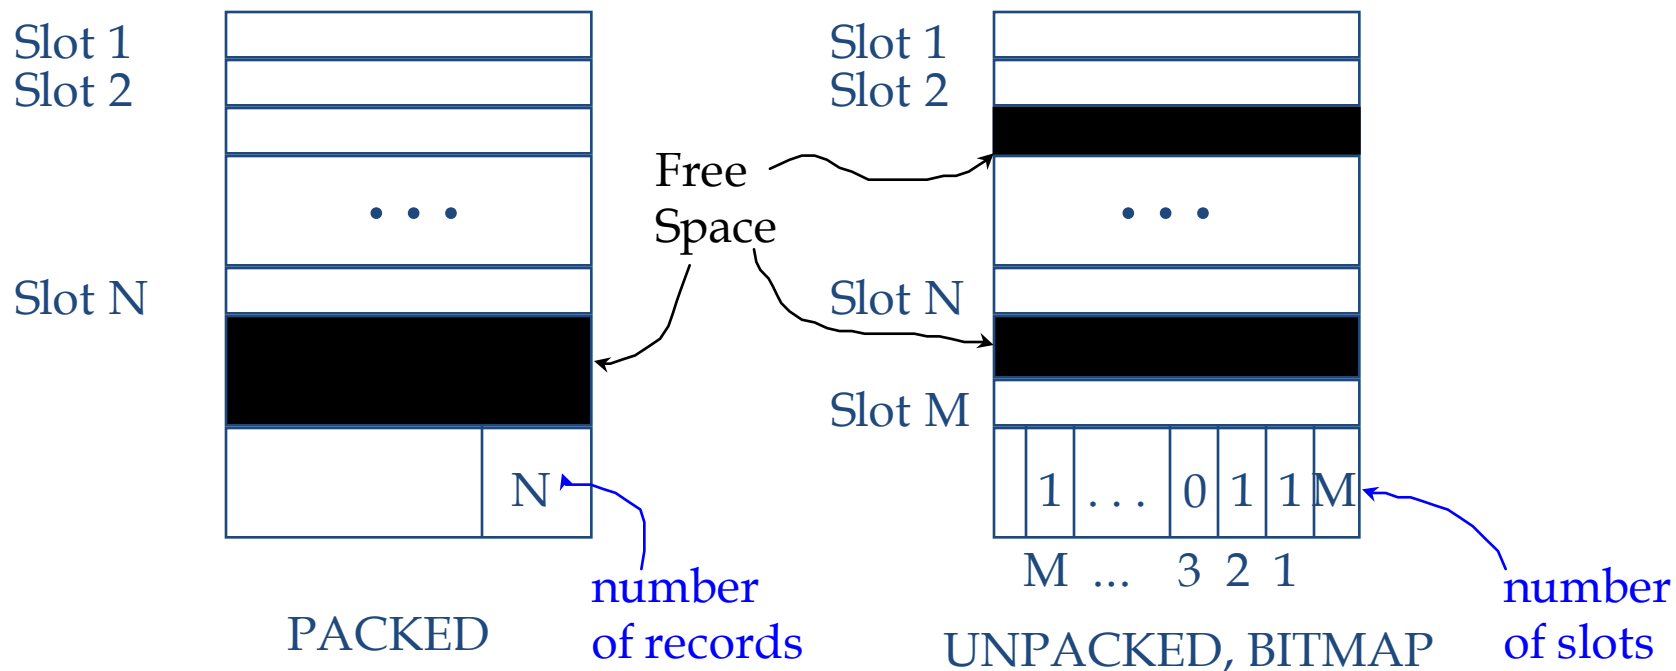 Slot 1
Slot 2
• • •
Slot N
N
number
of records
PACKED
Free
Space
Slot 1
Slot 2
• • •
Slot N
Slot M
1 . . . 0 1 1 M
M ... 3 2 1
number
of slots
UNPACKED, BITMAP